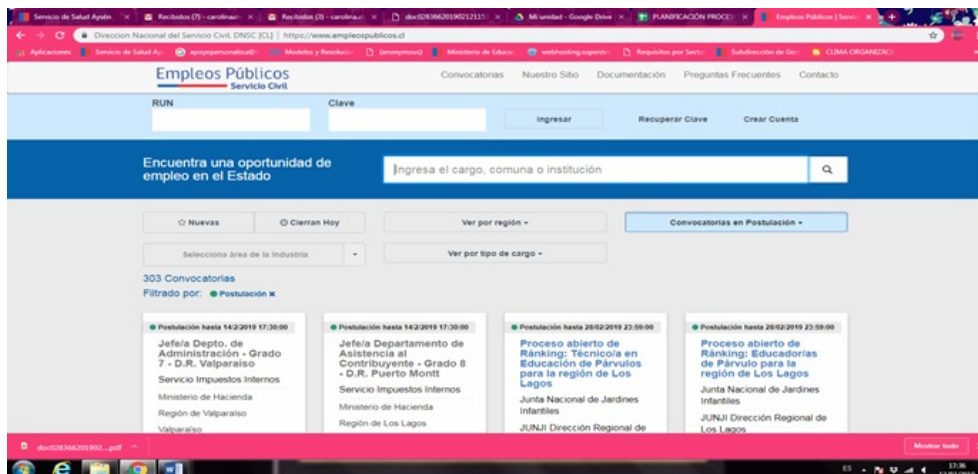 Servicio de Salud Aysén
Recibidos (7) - carolinaa
Recibidos (3) - carolina.c
Mi unidad - Google Drive
PLANIFICACIÓN PROCE
Empleos Públicos | Servi
Direccion Nacional del Servicio Civil, DNSC [CL] | https://www.empleospublicos.cl
Aplicaciones
Servicio de Salud Ay
Modelos y Resolucio
(anonymous)
Ministerio de Educa
Requisitos por Secto
Subdirección de Ges
CLIMA ORGANIZACI
Empleos Públicos
Servicio Civil
Convocatorias
Nuestro Sitio
Documentación
Preguntas Frecuentes
Contacto
RUN
Clave
Ingresar
Recuperar Clave
Crear Cuenta
Encuentra una oportunidad de
empleo en el Estado
Ingresa el cargo, comuna o institución
Nuevas
Cierran Hoy
Ver por región
Convocatorias en Postulación
Selecciona área de la Industria
Ver por tipo de cargo
303 Convocatorias
Filtrado por: Postulación ×
Postulación hasta 14/2/2019 17:30:00
Jefe/a Depto. de
Administración - Grado
7 - D.R. Valparaíso
Servicio Impuestos Internos
Ministerio de Hacienda
Región de Valparaíso
Valparaíso
Postulación hasta 14/2/2019 17:30:00
Jefe/a Departamento de
Asistencia al
Contribuyente - Grado 8
- D.R. Puerto Montt
Servicio Impuestos Internos
Ministerio de Hacienda
Región de Los Lagos
Postulación hasta 28/02/2019 23:59:00
Proceso abierto de
Ránking: Técnico/a en
Educación de Párvulos
para la región de Los
Lagos
Junta Nacional de Jardines
Infantiles
JUNJI Dirección Regional de
Postulación hasta 28/02/2019 23:59:00
Proceso abierto de
Ránking: Educador/as
de Párvulo para la
región de Los Lagos
Junta Nacional de Jardines
Infantiles
JUNJI Dirección Regional de
Los Lagos
doc028366201902....pdf
Mostrar todo
ES
17:36